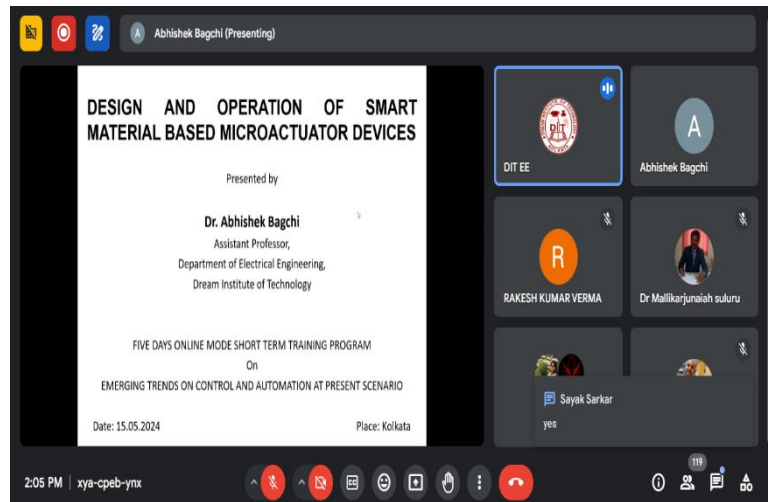 A Abhishek Bagchi (Presenting)
DESIGN AND OPERATION OF SMART
MATERIAL BASED MICROACTUATOR DEVICES
Presented by
Dr. Abhishek Bagchi
Assistant Professor,
Department of Electrical Engineering,
Dream Institute of Technology
FIVE DAYS ONLINE MODE SHORT TERM TRAINING PROGRAM
On
EMERGING TRENDS ON CONTROL AND AUTOMATION AT PRESENT SCENARIO
Date: 15.05.2024 Place: Kolkata
DIT
DIT EE
A
Abhishek Bagchi
R
RAKESH KUMAR VERMA
Dr Mallikarjunaiah suluru
Sayak Sarkar
yes
2:05 PM | xya-cpeb-ynx
CC
119